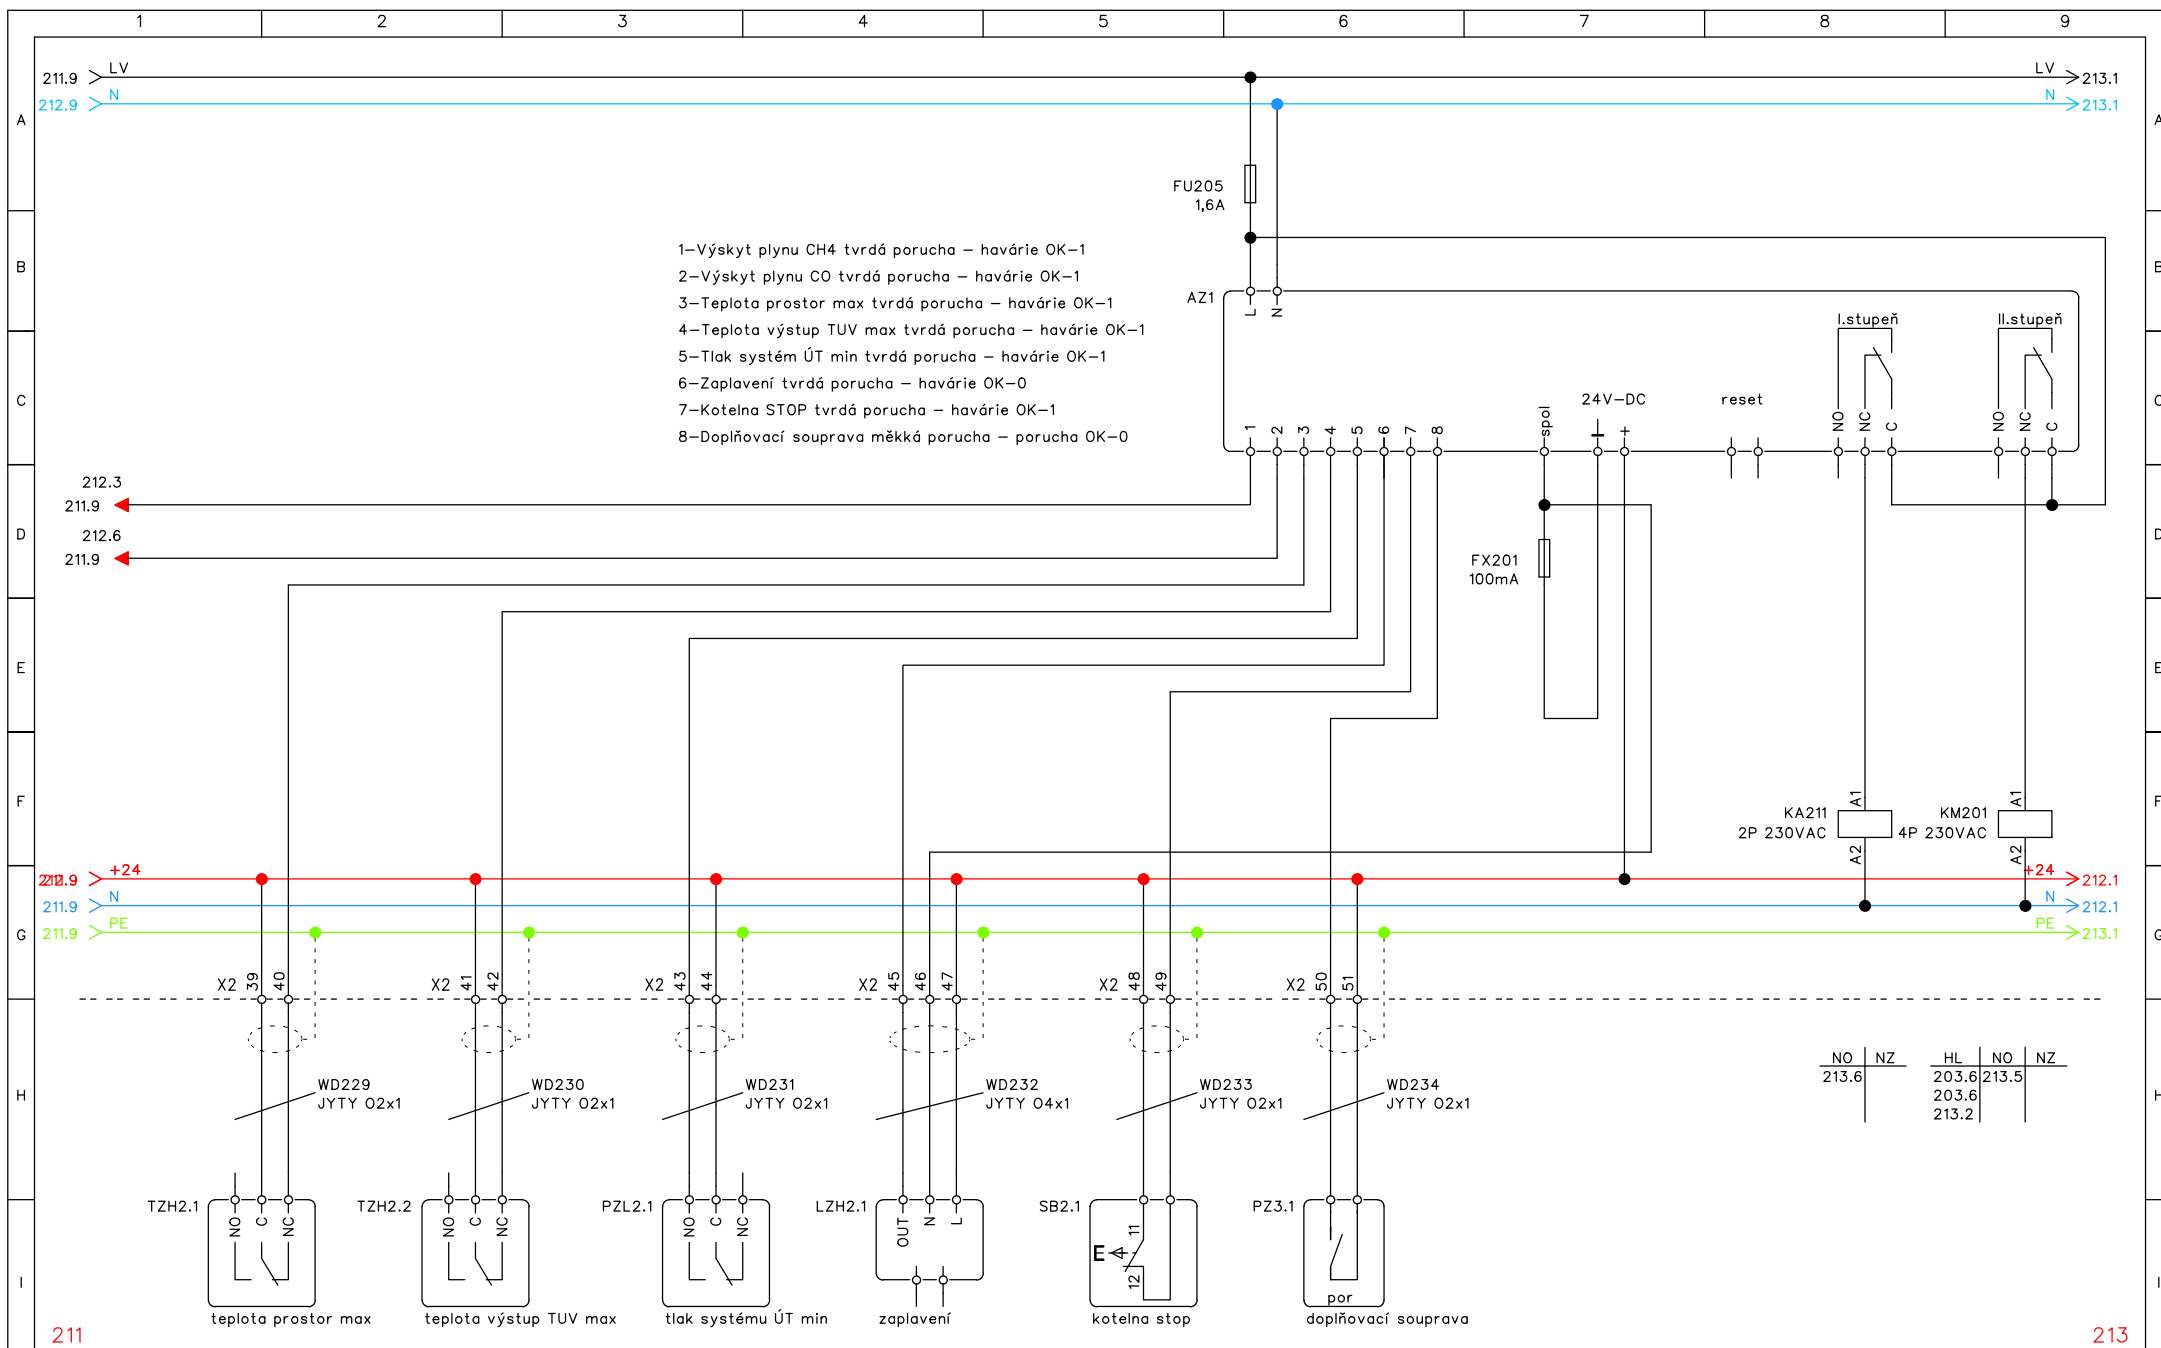 1 2 3 4 5 6 7 8 9
211.9 LV LV 213.1
212.9 N N 213.1
A A
FU205
1,6A
1–Výskyt plynu CH4 tvrdá porucha – havárie OK–1
B B
2–Výskyt plynu CO tvrdá porucha – havárie OK–1
3–Teplota prostor max tvrdá porucha – havárie OK–1
4–Teplota výstup TUV max tvrdá porucha – havárie OK–1
5–Tlak systém ÚT min tvrdá porucha – havárie OK–1
6–Zaplavení tvrdá porucha – havárie OK–0
7–Kotelna STOP tvrdá porucha – havárie OK–1
8–Doplňovací souprava měkká porucha – porucha OK–0
AZ1
L N
I.stupeň II.stupeň
C C
24V–DC reset
1 2 3 4 5 6 7 8 spol – + NO NC C NO NC C
212.3
211.9
D D
212.6
211.9
FX201
100mA
E E
F F
KA211 A1 KM201 A1
2P 230VAC 4P 230VAC
A2 A2
+24 +24 212.1
211.9 N N 212.1
211.9 PE PE 213.1
G G
X2 39 40 X2 41 42 X2 43 44 X2 45 46 47 X2 48 49 X2 50 51
NO NZ HL NO NZ
213.6 203.6 213.5
203.6
213.2
H H
WD229 WD230 WD231 WD232 WD233 WD234
JYTY O2x1 JYTY O2x1 JYTY O2x1 JYTY O4x1 JYTY O2x1 JYTY O2x1
TZH2.1 TZH2.2 PZL2.1 LZH2.1 SB2.1 PZ3.1
NO C NC NO C NC NO C NC OUT N L 11
E
12
I I
por
teplota prostor max teplota výstup TUV max tlak systému ÚT min zaplavení kotelna stop doplňovací souprava
211 213